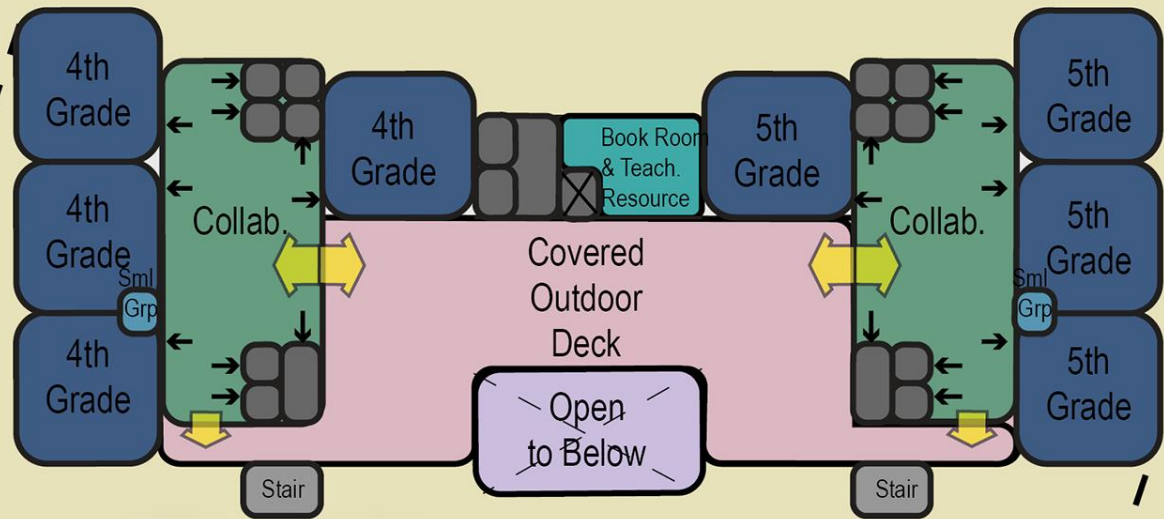 4th
Grade
4th
Grade
4th
Grade
Sml
Grp
4th
Grade
Collab.
Book Room
& Teach.
Resource
5th
Grade
Collab.
5th
Grade
5th
Grade
Sml
Grp
5th
Grade
Covered
Outdoor
Deck
Open
to Below
Stair
Stair